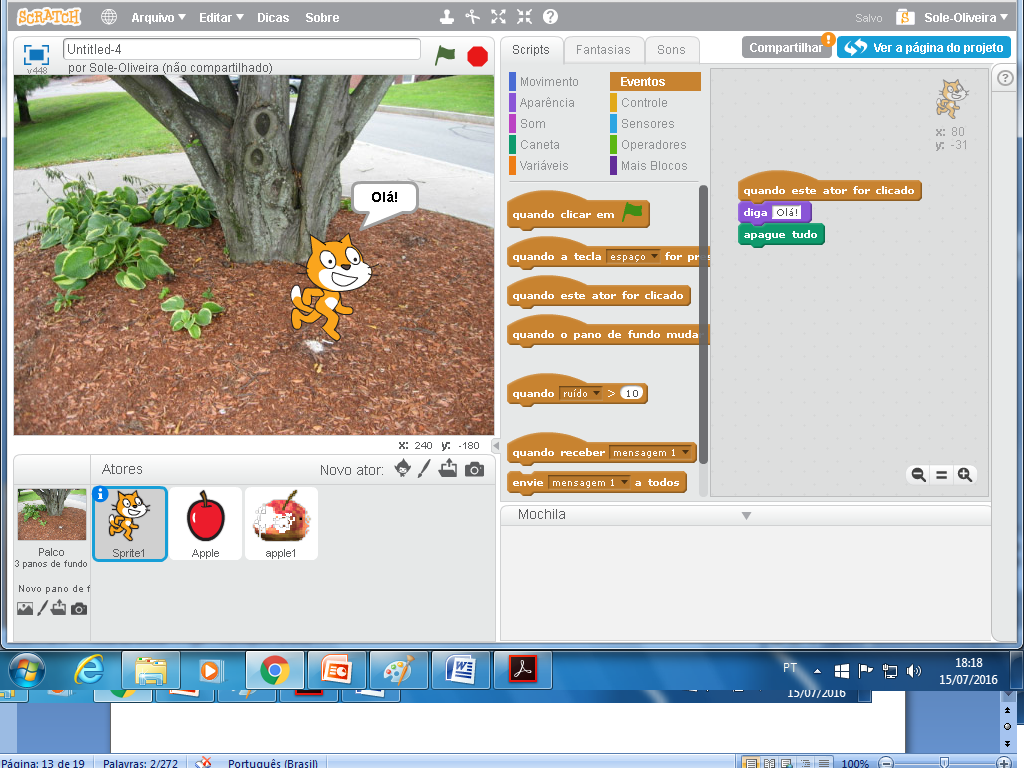 SCRATCH Arquivo Editar Dicas Sobre Salvo Sole-Oliveira
Untitled-4
por Sole-Oliveira (não compartilhado)
v448
Scripts Fantasias Sons
Compartilhar ! Ver a página do projeto
Movimento Eventos
Aparência Controle
Som Sensores
Caneta Operadores
Variáveis Mais Blocos
quando clicar em
quando a tecla espaço for pre
quando este ator for clicado
quando o pano de fundo muda
quando ruído > 10
quando receber mensagem 1
envie mensagem 1 a todos
x: 80
y: -31
quando este ator for clicado
diga Olá!
apague tudo
Olá!
x: 240 y: -180
Atores Novo ator:
Palco
3 panos de fundo
Novo pano de f
Sprite1 Apple apple1
Mochila
PT 18:18
15/07/2016
15/07/2016
Página: 13 de 19 Palavras: 2/272 Português (Brasil) 100%